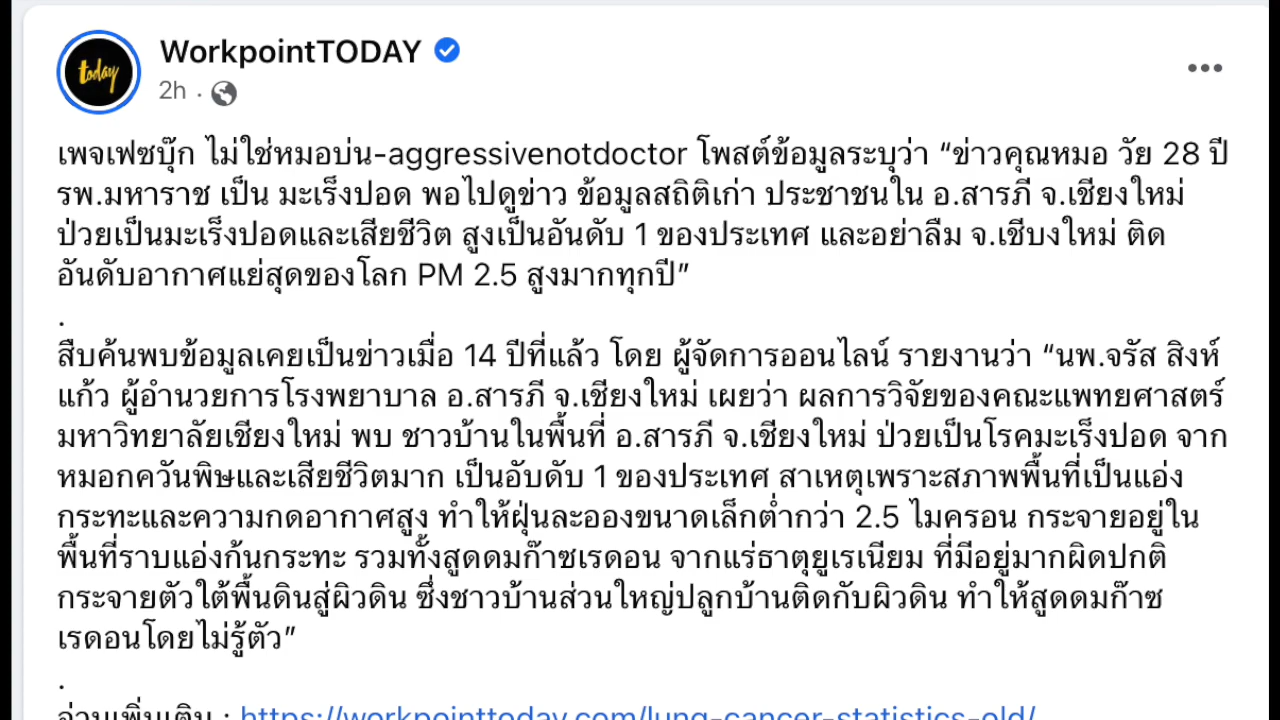 today
WorkpointTODAY
2h ·
เพจเฟซบุ๊ก ไม่ใช่หมอบ่น-aggressivenotdoctor โพสต์ข้อมูลระบุว่า “ข่าวคุณหมอ วัย 28 ปี
รพ.มหาราช เป็น มะเร็งปอด พอไปดูข่าว ข้อมูลสถิติเก่า ประชาชนใน อ.สารภี จ.เชียงใหม่
ป่วยเป็นมะเร็งปอดและเสียชีวิต สูงเป็นอันดับ 1 ของประเทศ และอย่าลืม จ.เชีบงใหม่ ติด
อันดับอากาศแย่สุดของโลก PM 2.5 สูงมากทุกปี”
.
สืบค้นพบข้อมูลเคยเป็นข่าวเมื่อ 14 ปีที่แล้ว โดย ผู้จัดการออนไลน์ รายงานว่า “นพ.จรัส สิงห์
แก้ว ผู้อำนวยการโรงพยาบาล อ.สารภี จ.เชียงใหม่ เผยว่า ผลการวิจัยของคณะแพทยศาสตร์
มหาวิทยาลัยเชียงใหม่ พบ ชาวบ้านในพื้นที่ อ.สารภี จ.เชียงใหม่ ป่วยเป็นโรคมะเร็งปอด จาก
หมอกควันพิษและเสียชีวิตมาก เป็นอับดับ 1 ของประเทศ สาเหตุเพราะสภาพพื้นที่เป็นแอ่ง
กระทะและความกดอากาศสูง ทำให้ฝุ่นละอองขนาดเล็กต่ำกว่า 2.5 ไมครอน กระจายอยู่ใน
พื้นที่ราบแอ่งก้นกระทะ รวมทั้งสูดดมก๊าซเรดอน จากแร่ธาตุยูเรเนียม ที่มีอยู่มากผิดปกติ
กระจายตัวใต้พื้นดินสู่ผิวดิน ซึ่งชาวบ้านส่วนใหญ่ปลูกบ้านติดกับผิวดิน ทำให้สูดดมก๊าซ
เรดอนโดยไม่รู้ตัว”
.
อ่านเพิ่มเติม : https://workpointtoday.com/lung-cancer-statistics-old/